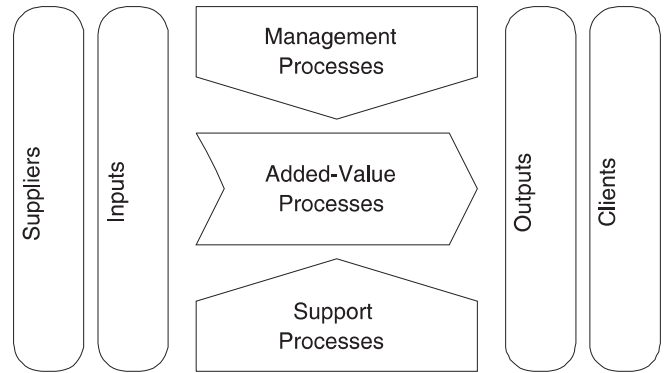 Suppliers
Inputs
Management
Processes
Added-Value
Processes
Support
Processes
Outputs
Clients